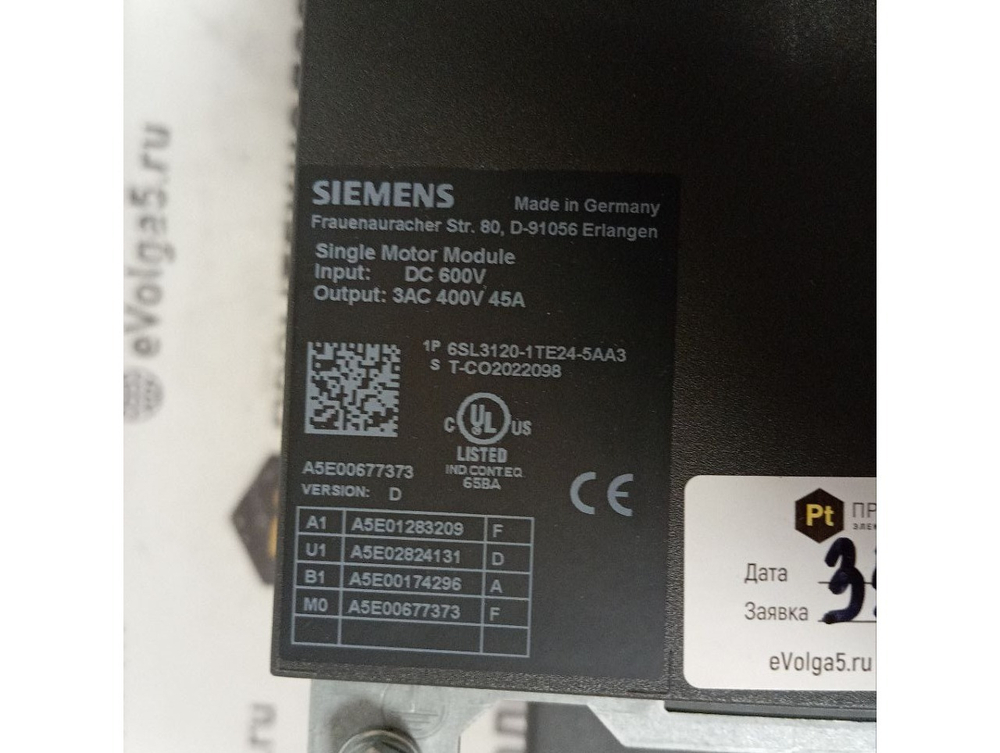 SIEMENS Made in Germany
Frauenauracher Str. 80, D-91056 Erlangen
Single Motor Module
Input: DC 600V
Output: 3AC 400V 45A
1P 6SL3120-1TE24-5AA3
S T-CO2022098
C UL US
LISTED
IND.CONT.EQ.
65BA
A5E00677373
VERSION: D
CE
A1 A5E01283209 F
U1 A5E02824131 D
B1 A5E00174296 A
M0 A5E00677373 F
Pt
Дата
Заявка
eVolga5.ru
eVolga5.ru